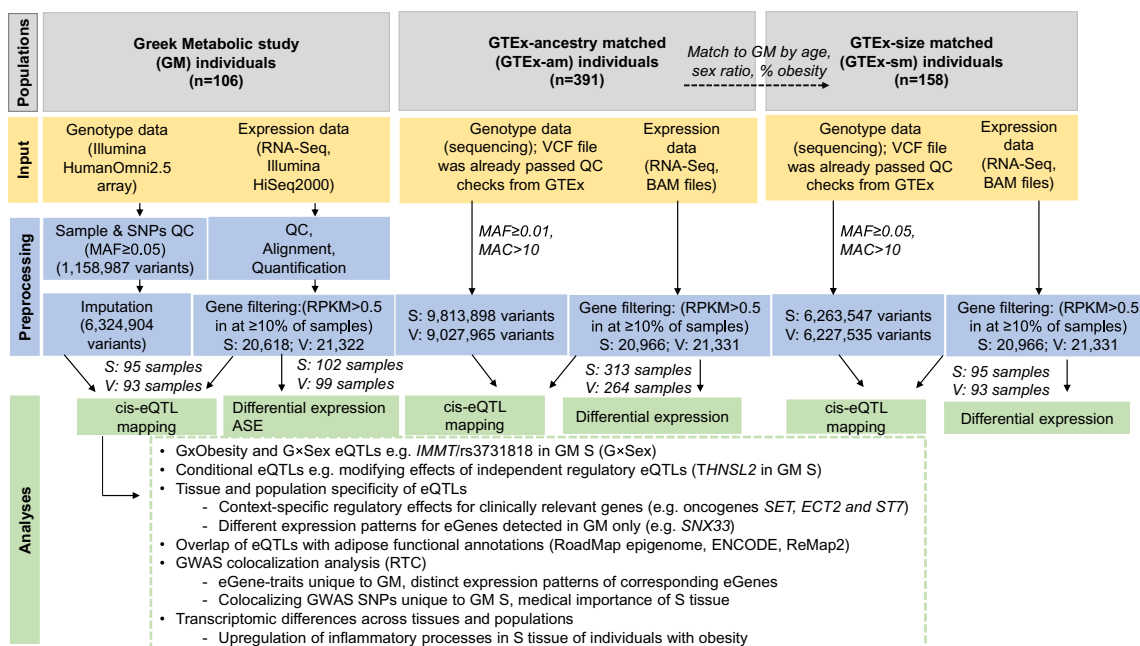 Populations
Greek Metabolic study
(GM) individuals
(n=106)
GTEx-ancestry matched
(GTEx-am) individuals
(n=391)
Match to GM by age,
sex ratio, % obesity
GTEx-size matched
(GTEx-sm) individuals
(n=158)
Input
Genotype data
(Illumina
HumanOmni2.5
array)
Expression data
(RNA-Seq,
Illumina
HiSeq2000)
Genotype data
(sequencing); VCF file
was already passed QC
checks from GTEx
Expression
data
(RNA-Seq,
BAM files)
Genotype data
(sequencing); VCF file
was already passed QC
checks from GTEx
Expression
data
(RNA-Seq,
BAM files)
Preprocessing
Sample & SNPs QC
(MAF≥0.05)
(1,158,987 variants)
QC,
Alignment,
Quantification
MAF≥0.01,
MAC>10
MAF≥0.05,
MAC>10
Imputation
(6,324,904
variants)
Gene filtering:(RPKM>0.5
in at ≥10% of samples)
S: 20,618; V: 21,322
S: 9,813,898 variants
V: 9,027,965 variants
Gene filtering: (RPKM>0.5
in at ≥10% of samples)
S: 20,966; V: 21,331
S: 6,263,547 variants
V: 6,227,535 variants
Gene filtering: (RPKM>0.5
in at ≥10% of samples)
S: 20,966; V: 21,331
S: 95 samples
V: 93 samples
S: 102 samples
V: 99 samples
S: 313 samples
V: 264 samples
S: 95 samples
V: 93 samples
Analyses
cis-eQTL
mapping
Differential expression
ASE
cis-eQTL
mapping
Differential expression
cis-eQTL
mapping
Differential expression
• GxObesity and G×Sex eQTLs e.g. IMMT/rs3731818 in GM S (G×Sex)
• Conditional eQTLs e.g. modifying effects of independent regulatory eQTLs (THNSL2 in GM S)
• Tissue and population specificity of eQTLs
- Context-specific regulatory effects for clinically relevant genes (e.g. oncogenes SET, ECT2 and ST7)
- Different expression patterns for eGenes detected in GM only (e.g. SNX33)
• Overlap of eQTLs with adipose functional annotations (RoadMap epigenome, ENCODE, ReMap2)
• GWAS colocalization analysis (RTC)
- eGene-traits unique to GM, distinct expression patterns of corresponding eGenes
- Colocalizing GWAS SNPs unique to GM S, medical importance of S tissue
• Transcriptomic differences across tissues and populations
- Upregulation of inflammatory processes in S tissue of individuals with obesity